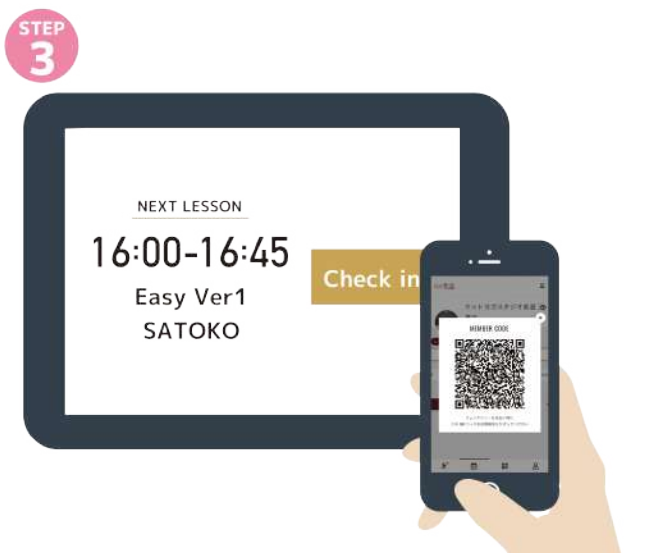 STEP
3
NEXT LESSON
16:00-16:45
Easy Ver1
SATOKO
Check in
MEMBER CODE